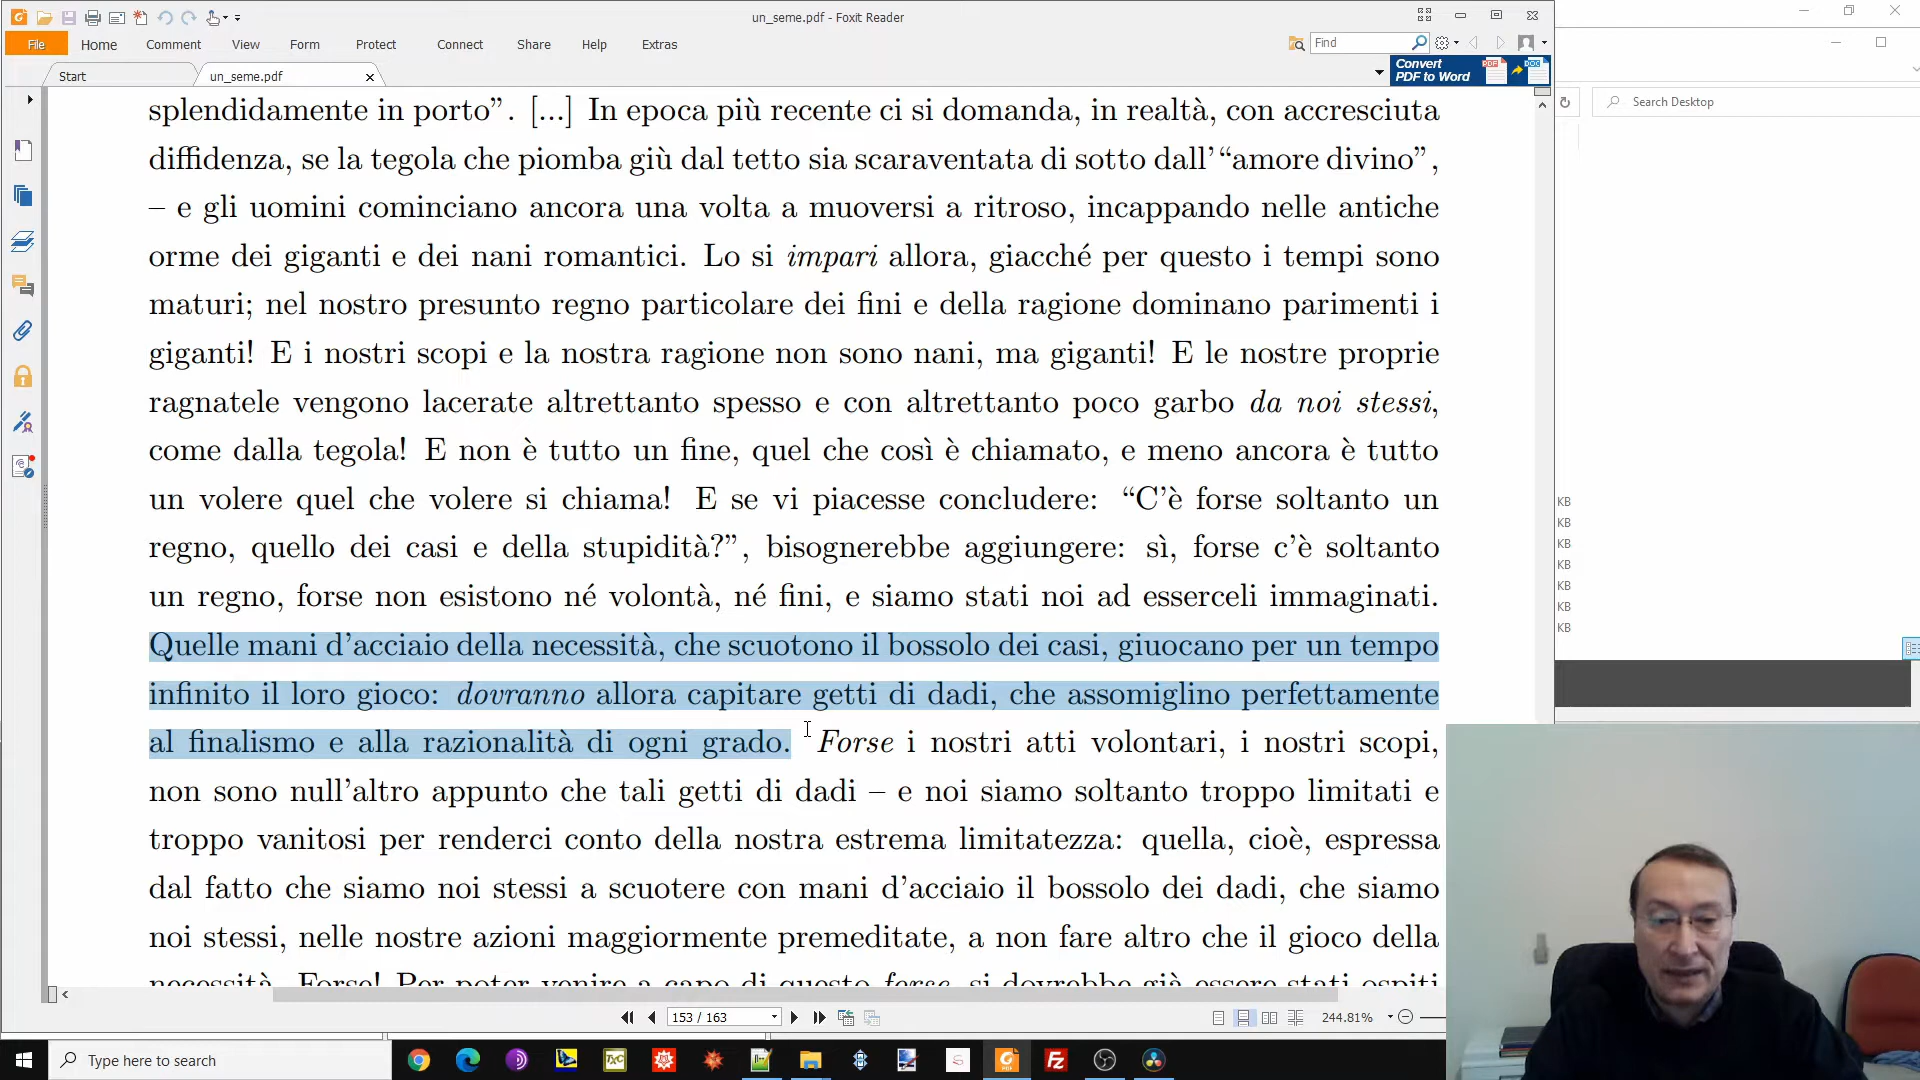 un_seme.pdf - Foxit Reader
File
Home
Comment
View
Form
Protect
Connect
Share
Help
Extras
Find
Start
un_seme.pdf
Convert
PDF to Word
Search Desktop
splendidamente in porto”. [...] In epoca più recente ci si domanda, in realtà, con accresciuta
diffidenza, se la tegola che piomba giù dal tetto sia scaraventata di sotto dall’“amore divino”,
– e gli uomini cominciano ancora una volta a muoversi a ritroso, incappando nelle antiche
orme dei giganti e dei nani romantici. Lo si impari allora, giacché per questo i tempi sono
maturi; nel nostro presunto regno particolare dei fini e della ragione dominano parimenti i
giganti! E i nostri scopi e la nostra ragione non sono nani, ma giganti! E le nostre proprie
ragnatele vengono lacerate altrettanto spesso e con altrettanto poco garbo da noi stessi,
come dalla tegola! E non è tutto un fine, quel che così è chiamato, e meno ancora è tutto
un volere quel che volere si chiama! E se vi piacesse concludere: “C’è forse soltanto un
regno, quello dei casi e della stupidità?”, bisognerebbe aggiungere: sì, forse c’è soltanto
un regno, forse non esistono né volontà, né fini, e siamo stati noi ad esserceli immaginati.
Quelle mani d’acciaio della necessità, che scuotono il bossolo dei casi, giuocano per un tempo
infinito il loro gioco: dovranno allora capitare getti di dadi, che assomiglino perfettamente
al finalismo e alla razionalità di ogni grado. Forse i nostri atti volontari, i nostri scopi,
non sono null’altro appunto che tali getti di dadi – e noi siamo soltanto troppo limitati e
troppo vanitosi per renderci conto della nostra estrema limitatezza: quella, cioè, espressa
dal fatto che siamo noi stessi a scuotere con mani d’acciaio il bossolo dei dadi, che siamo
noi stessi, nelle nostre azioni maggiormente premeditate, a non fare altro che il gioco della
necessità. Forse! Per poter venire a capo di questo forse, si dovrebbe già essere stati ospiti
KB
KB
KB
KB
KB
KB
KB
153 / 163
244.81%
Type here to search